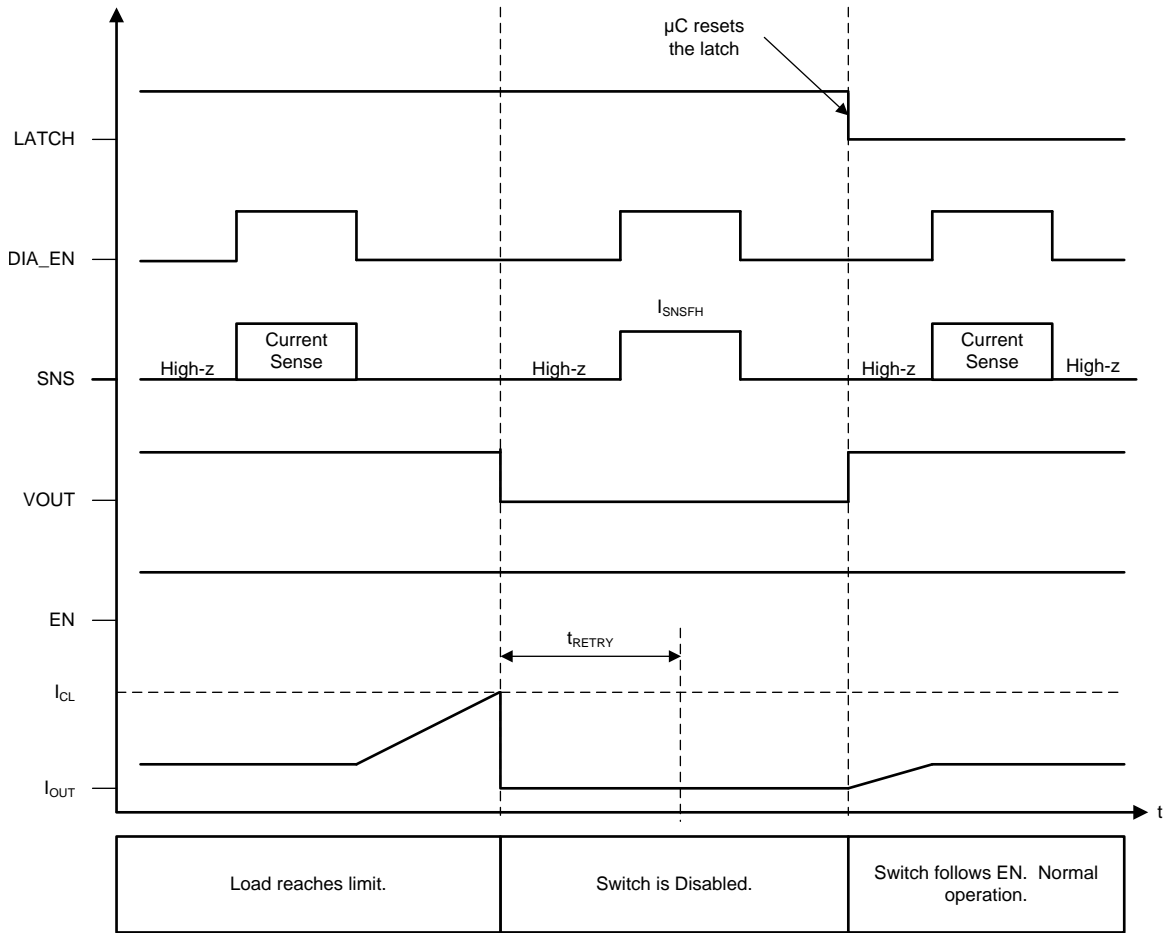 µC resets
the latch
LATCH
DIA_EN
ISNSFH
Current
Sense
Current
Sense
High-z
High-z
High-z
High-z
SNS
VOUT
EN
tRETRY
ICL
IOUT
t
Load reaches limit.
Switch is Disabled.
Switch follows EN. Normal
operation.